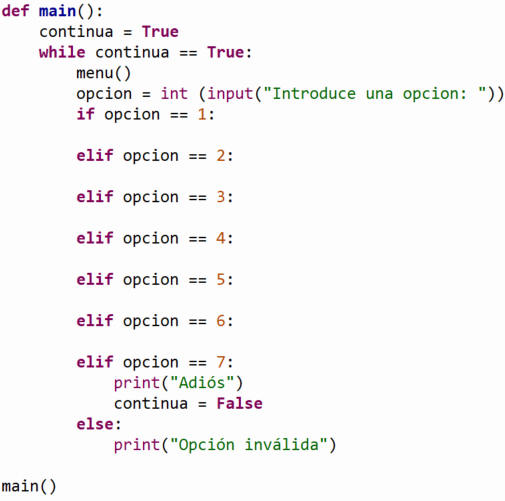 def main():
    continua = True
    while continua == True:
        menu()
        opcion = int (input("Introduce una opcion: "))
        if opcion == 1:
        elif opcion == 2:
        elif opcion == 3:
        elif opcion == 4:
        elif opcion == 5:
        elif opcion == 6:
        elif opcion == 7:
            print("Adiós")
            continua = False
        else:
            print("Opción inválida")
main()